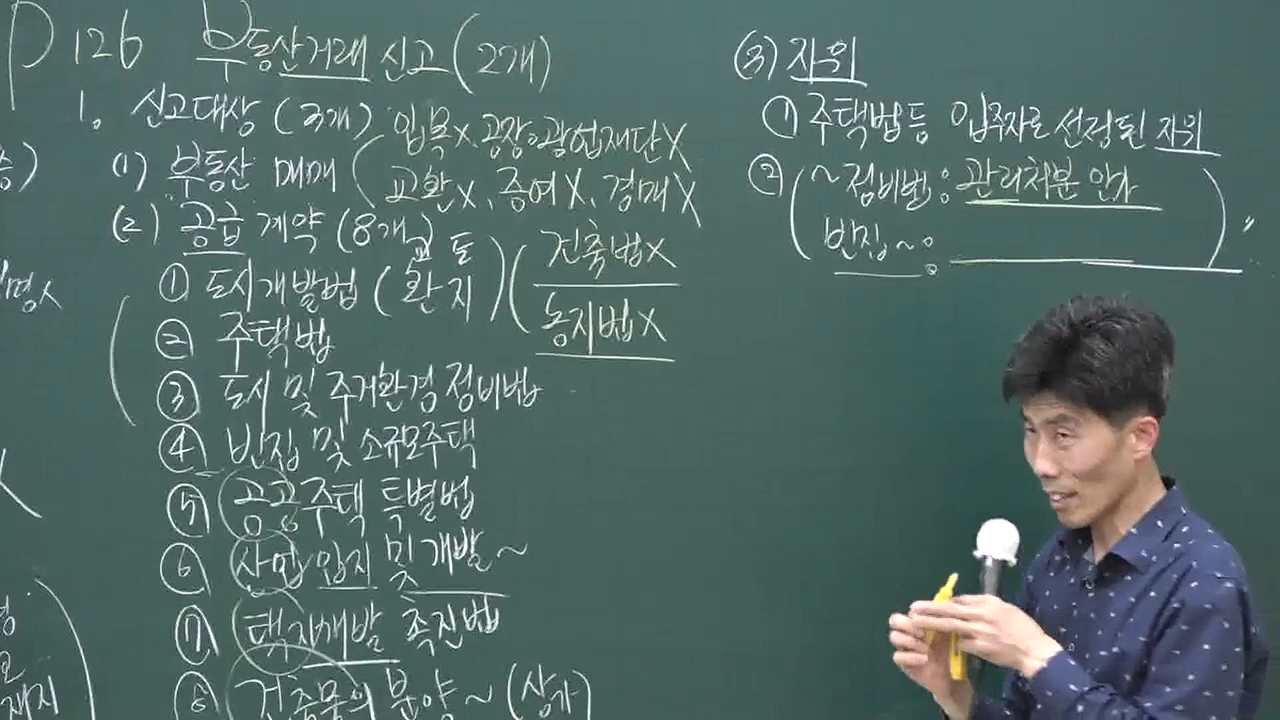 P 126 부동산거래 신고 (2개)
1. 신고대상 (3개) 입목X 공장·광업재단X
(1) 부동산 매매 (교환X, 증여X, 경매X
(2) 공급 계약 (8개)
① 도시개발법 (환지) (건축법X
농지법X
② 주택법
③ 도시 및 주거환경 정비법
④ 빈집 및 소규모주택
⑤ 공공주택 특별법
⑥ 산업입지 및 개발~
⑦ 택지개발 촉진법
⑧ 건축물의 분양~ (상가)
(3) 지위
① 주택법등 입주자로 선정된 지위
② (~정비법: 관리처분 인가
빈집~: )〃